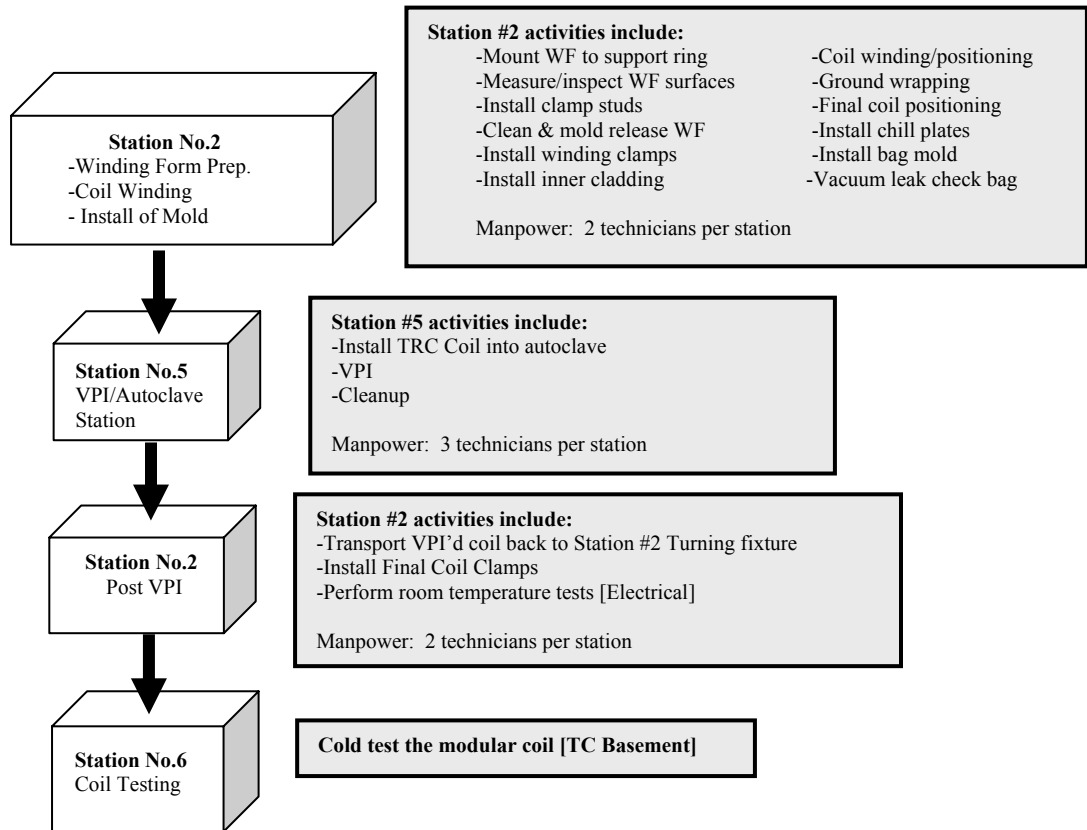 Station No.2
-Winding Form Prep.
-Coil Winding
- Install of Mold
Station #2 activities include:
-Mount WF to support ring
-Measure/inspect WF surfaces
-Install clamp studs
-Clean & mold release WF
-Install winding clamps
-Install inner cladding
-Coil winding/positioning
-Ground wrapping
-Final coil positioning
-Install chill plates
-Install bag mold
-Vacuum leak check bag
Manpower: 2 technicians per station
Station No.5
VPI/Autoclave
Station
Station #5 activities include:
-Install TRC Coil into autoclave
-VPI
-Cleanup
Manpower: 3 technicians per station
Station No.2
Post VPI
Station #2 activities include:
-Transport VPI’d coil back to Station #2 Turning fixture
-Install Final Coil Clamps
-Perform room temperature tests [Electrical]
Manpower: 2 technicians per station
Station No.6
Coil Testing
Cold test the modular coil [TC Basement]